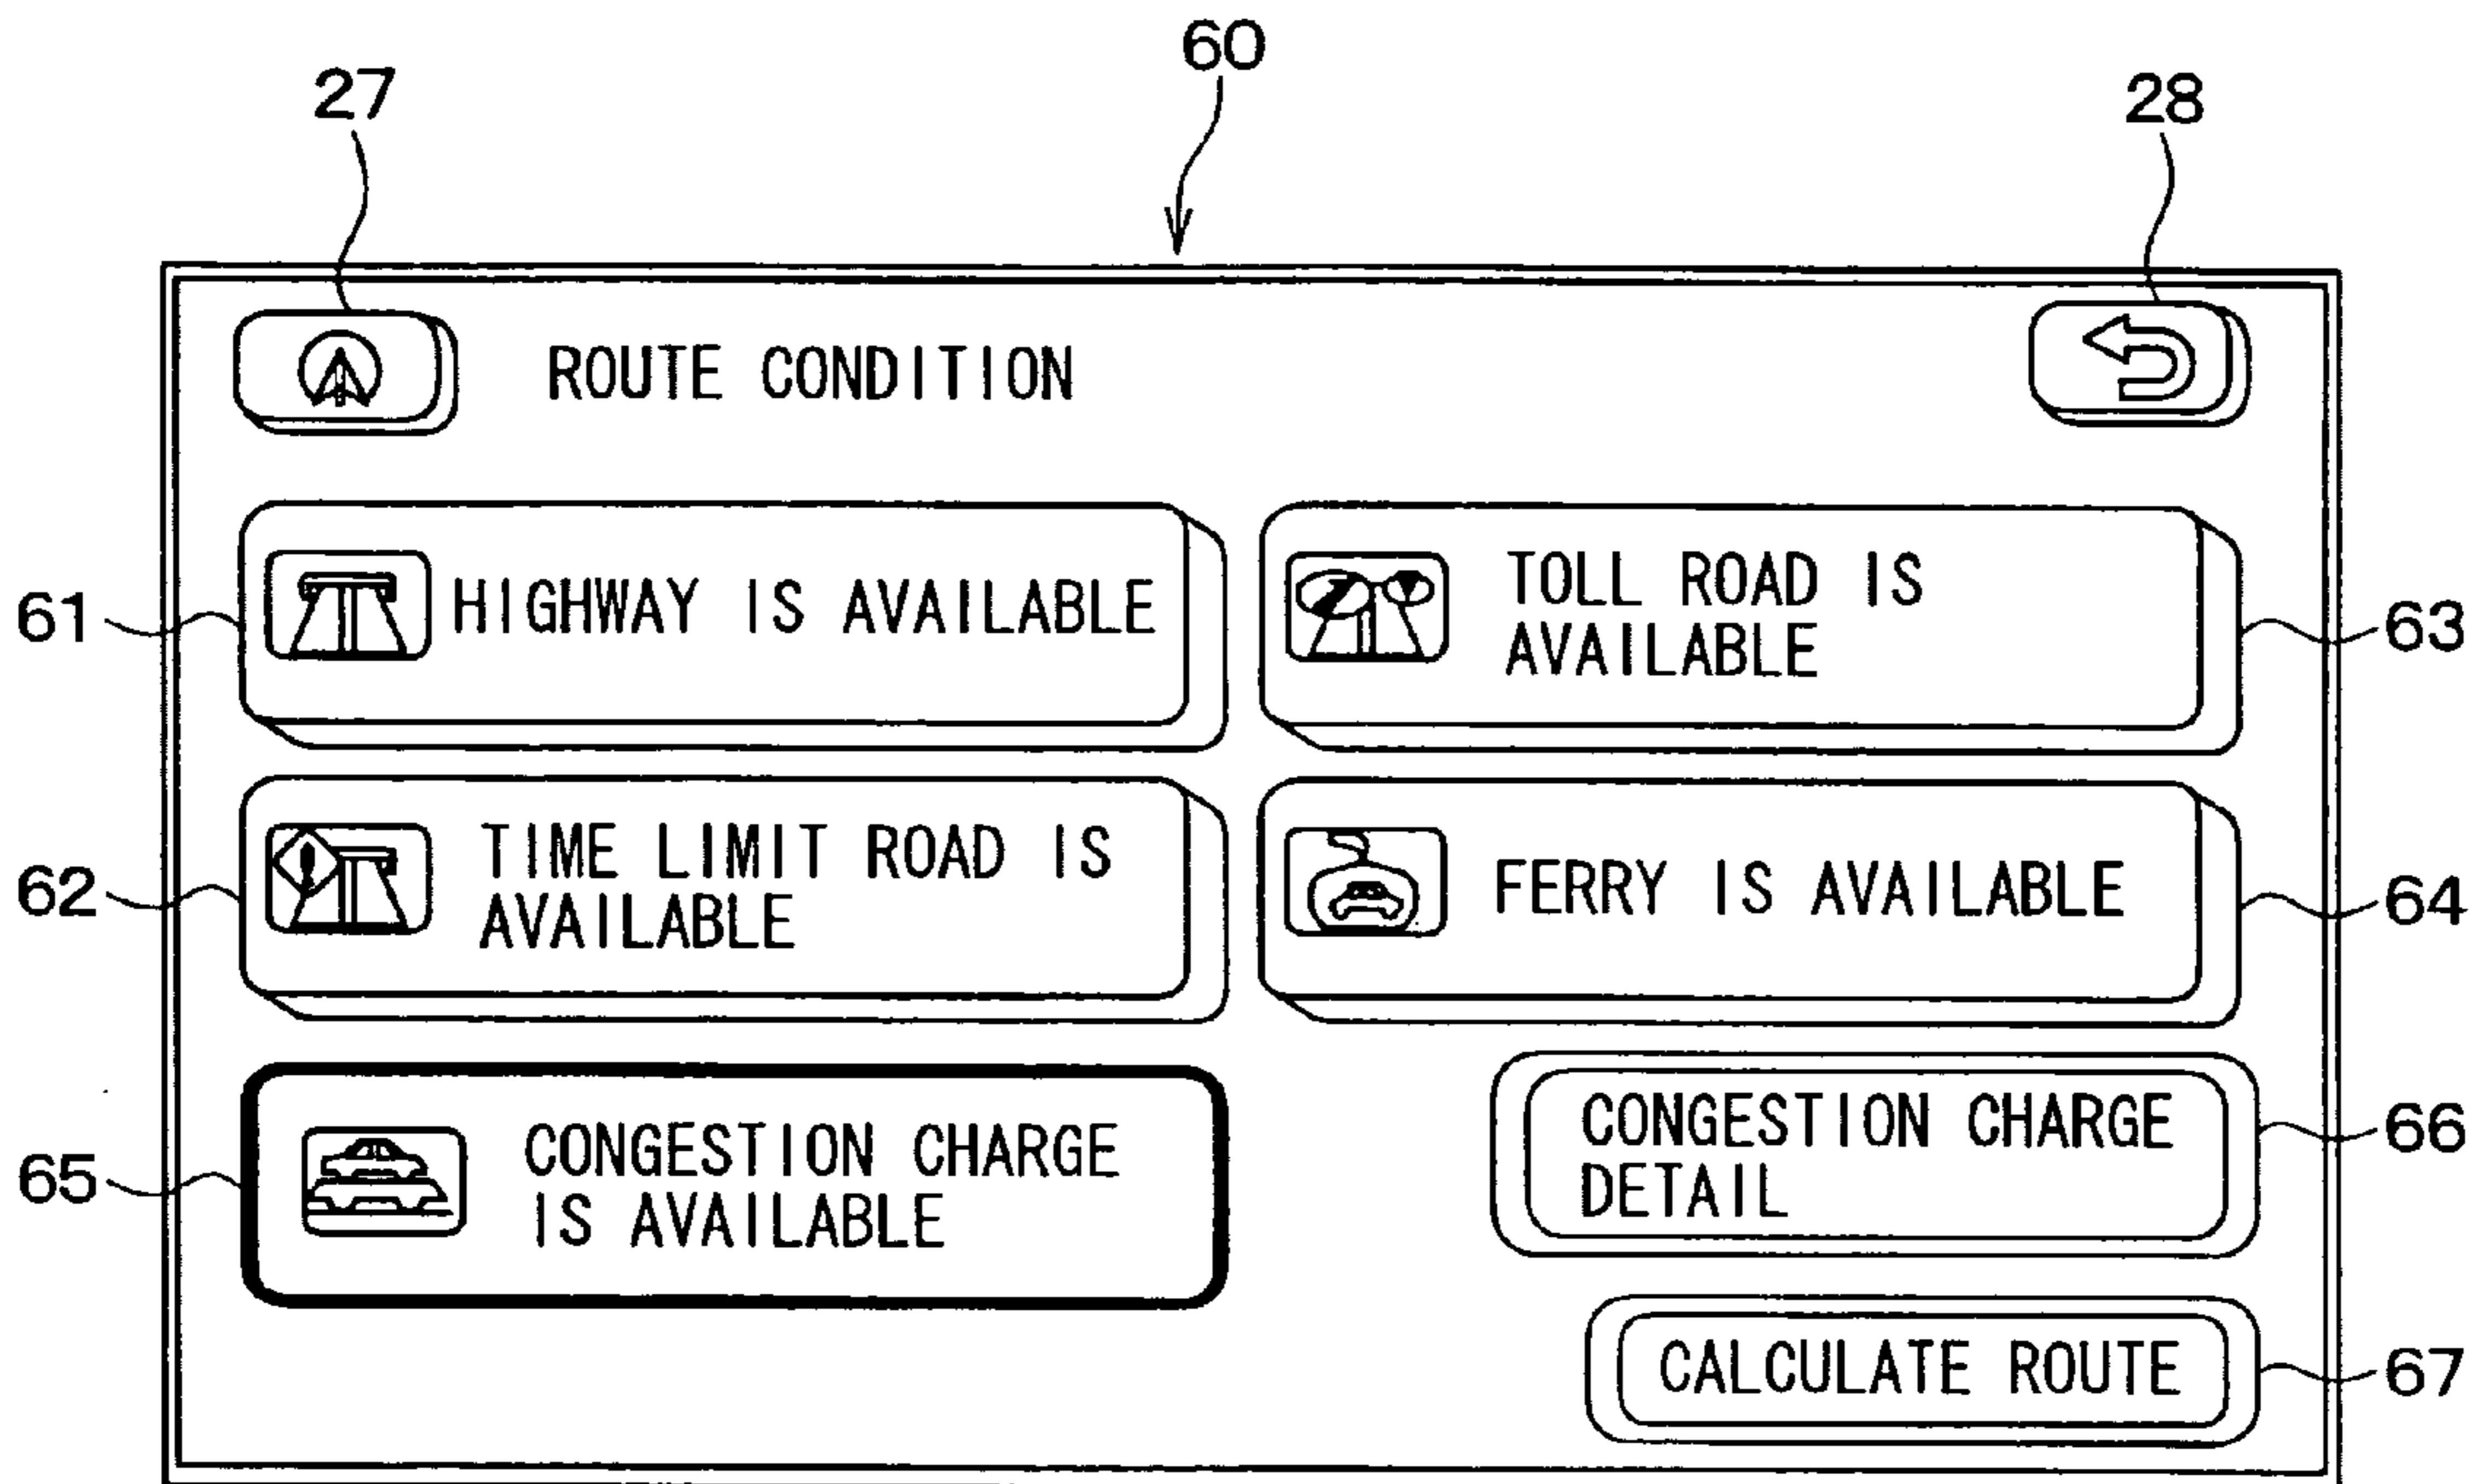 60
27
28
ROUTE CONDITION
61
HIGHWAY IS AVAILABLE
TOLL ROAD IS
AVAILABLE
63
62
TIME LIMIT ROAD IS
AVAILABLE
FERRY IS AVAILABLE
64
65
CONGESTION CHARGE
IS AVAILABLE
CONGESTION CHARGE
DETAIL
66
CALCULATE ROUTE
67